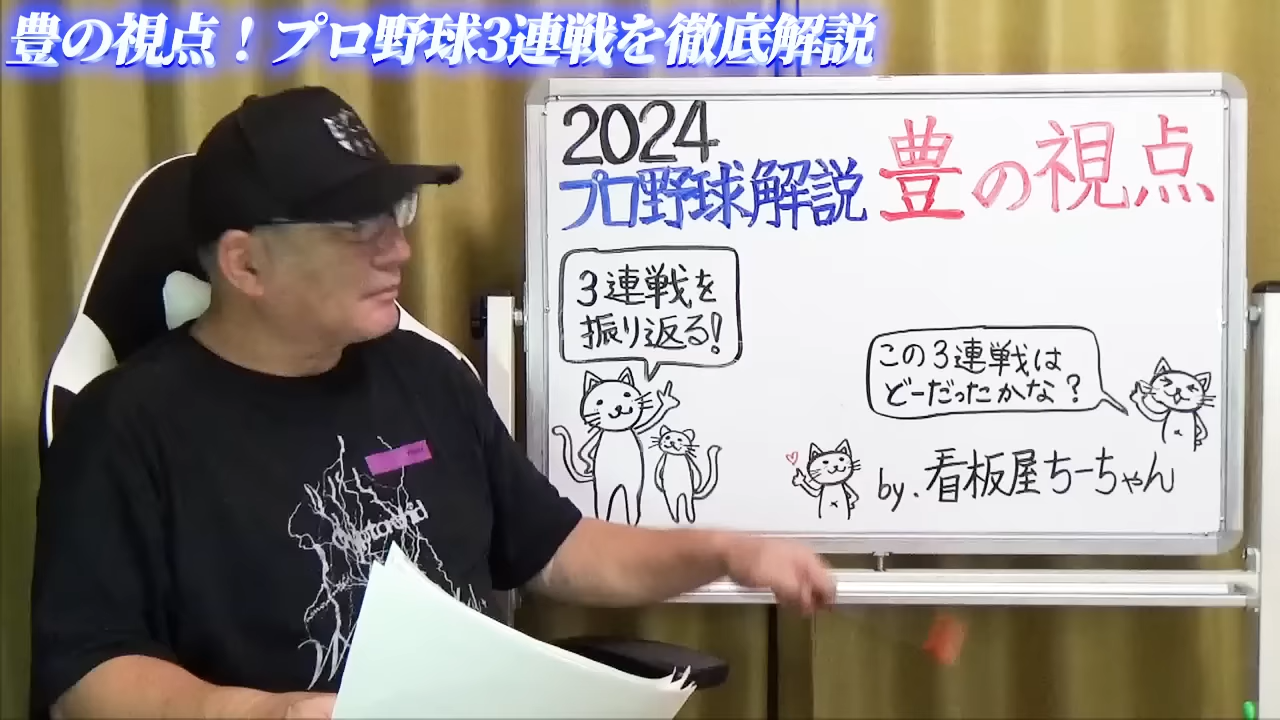 豊の視点！プロ野球3連戦を徹底解説
2024
プロ野球解説 豊の視点
3連戦を
振り返る!
この3連戦は
どーだったかな？
by.看板屋ちーちゃん